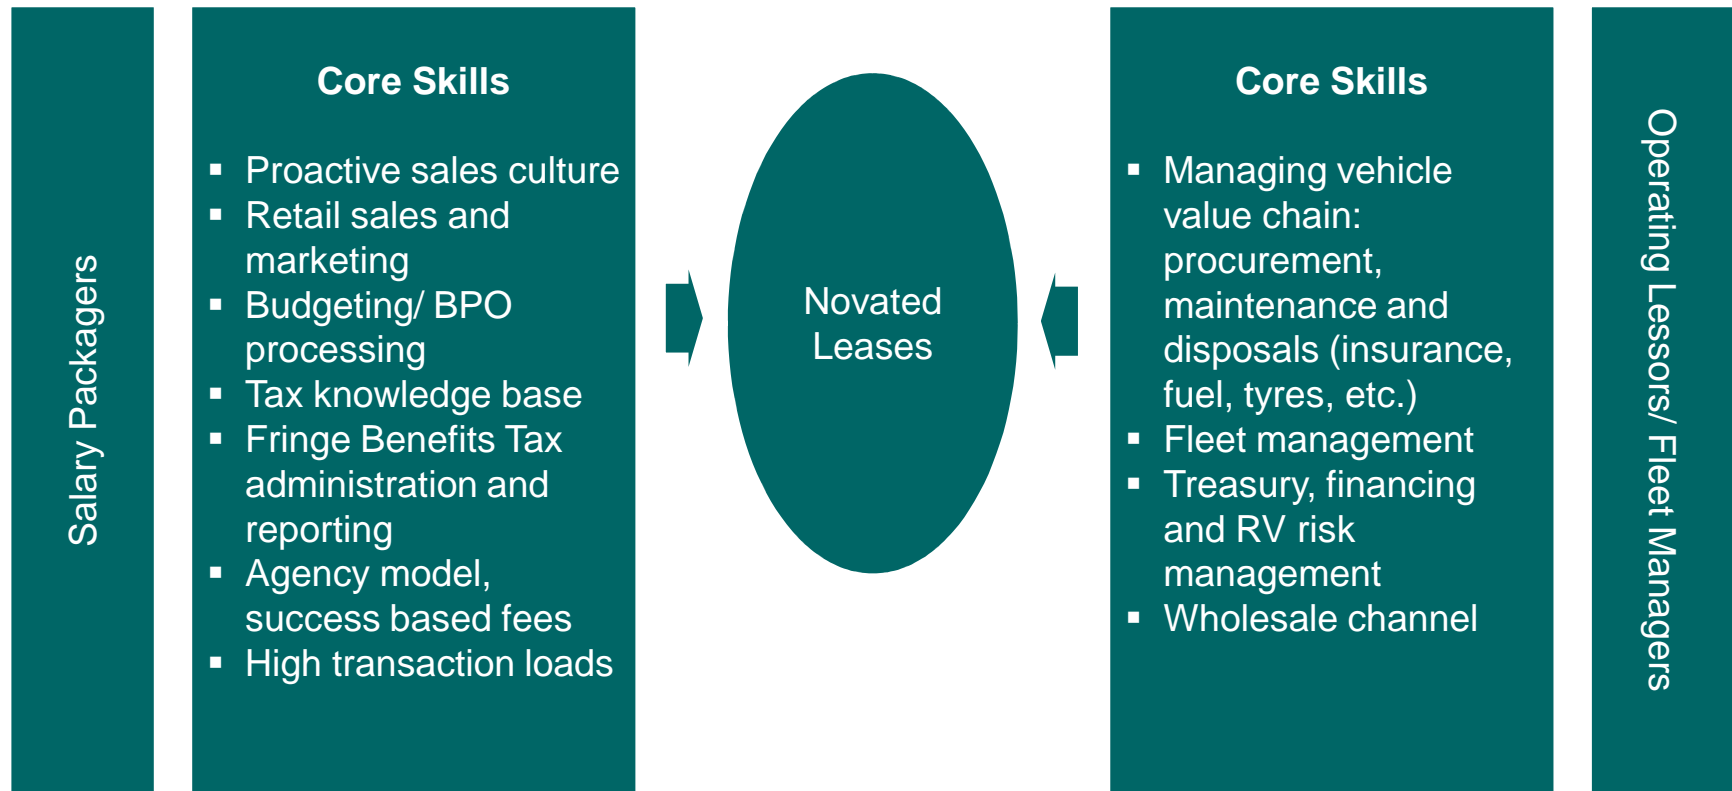 Salary Packagers
Core Skills
▪ Proactive sales culture
▪ Retail sales and
marketing
▪ Budgeting/ BPO
processing
▪ Tax knowledge base
▪ Fringe Benefits Tax
administration and
reporting
▪ Agency model,
success based fees
▪ High transaction loads
Novated
Leases
Core Skills
▪ Managing vehicle
value chain:
procurement,
maintenance and
disposals (insurance,
fuel, tyres, etc.)
▪ Fleet management
▪ Treasury, financing
and RV risk
management
▪ Wholesale channel
Operating Lessors/ Fleet Managers